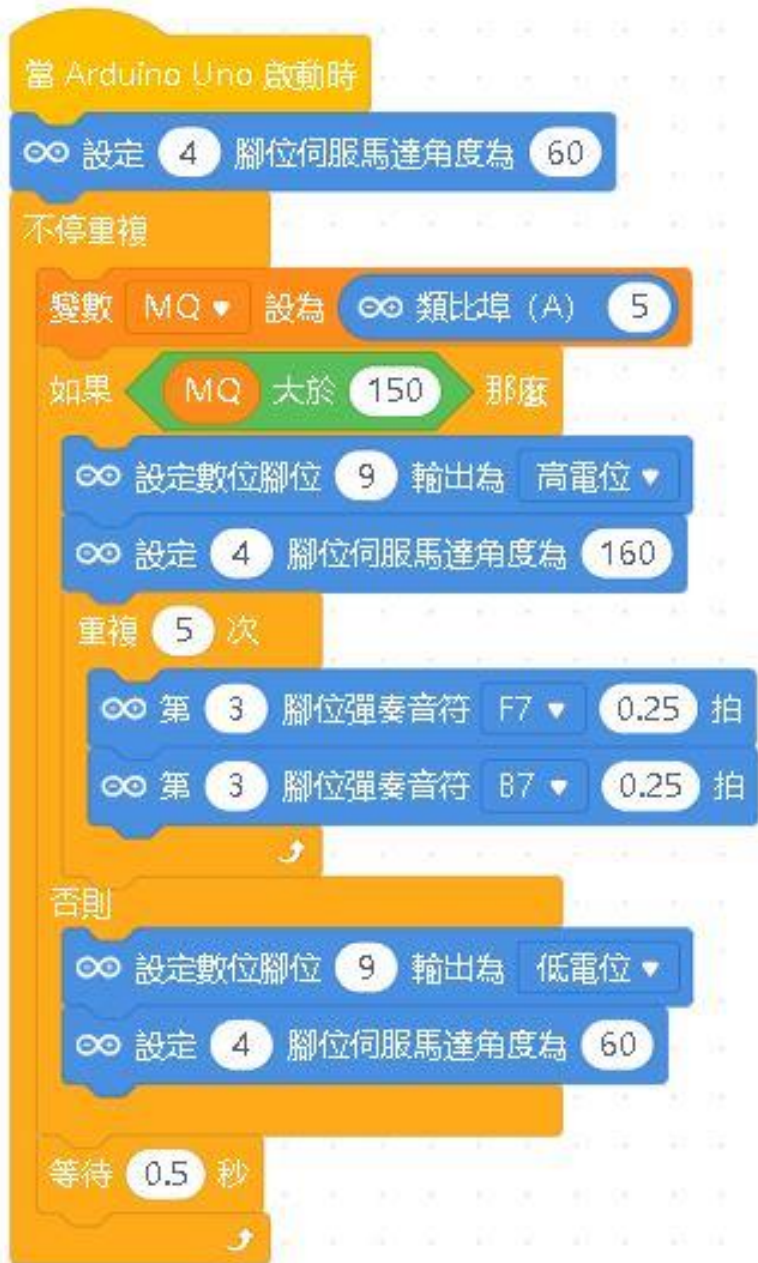 當 Arduino Uno 啟動時
設定 4 腳位伺服馬達角度為 60
不停重複
變數 MQ 設為 類比埠 (A) 5
如果 MQ 大於 150 那麼
設定數位腳位 9 輸出為 高電位
設定 4 腳位伺服馬達角度為 160
重複 5 次
第 3 腳位彈奏音符 F7 0.25 拍
第 3 腳位彈奏音符 B7 0.25 拍
否則
設定數位腳位 9 輸出為 低電位
設定 4 腳位伺服馬達角度為 60
等待 0.5 秒